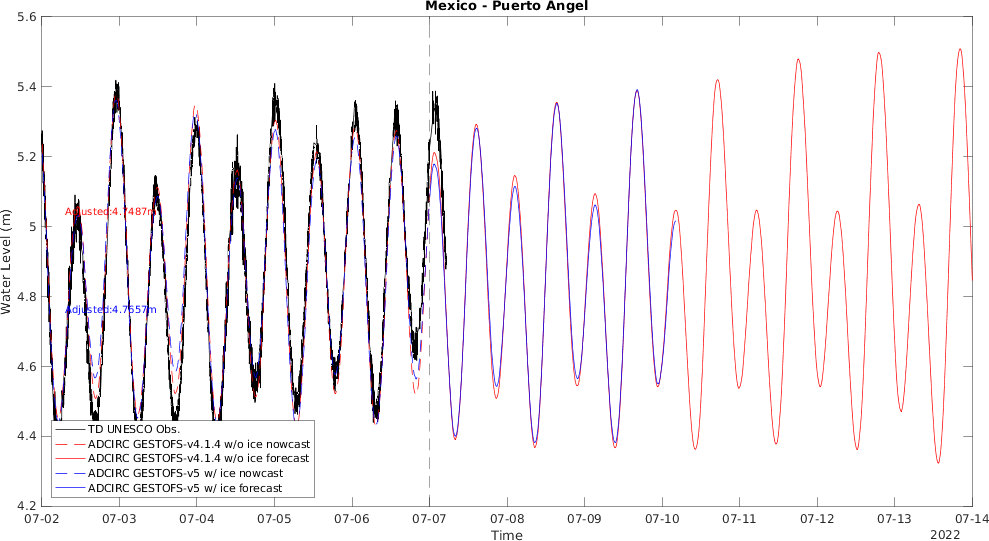 Mexico - Puerto Angel
5.6
5.4
5.2
5
4.8
4.6
4.4
4.2
Water Level (m)
Adjusted:4.7487m
Adjusted:4.7557m
TD UNESCO Obs.
ADCIRC GESTOFS-v4.1.4 w/o ice nowcast
ADCIRC GESTOFS-v4.1.4 w/o ice forecast
ADCIRC GESTOFS-v5 w/ ice nowcast
ADCIRC GESTOFS-v5 w/ ice forecast
07-02 07-03 07-04 07-05 07-06 07-07 07-08 07-09 07-10 07-11 07-12 07-13 07-14
Time
2022